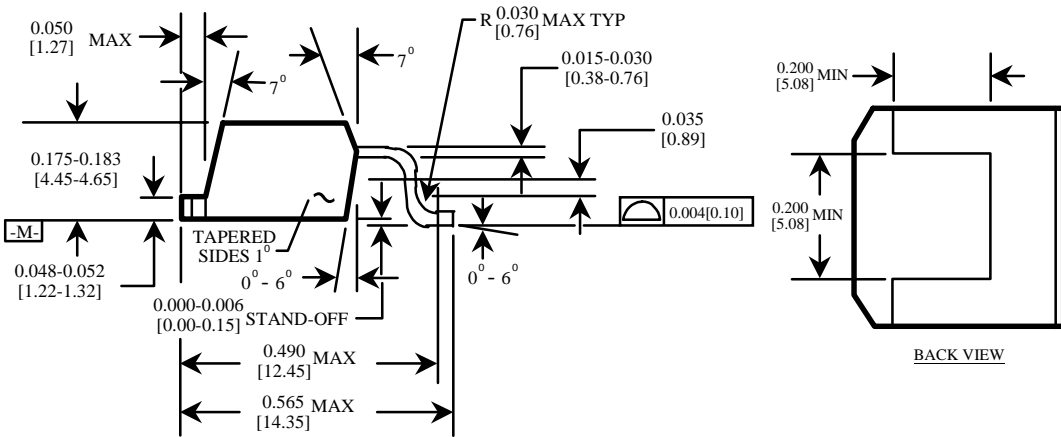 0.050
[1.27] MAX
7°
7°
R 0.030 MAX TYP
[0.76]
0.015-0.030
[0.38-0.76]
0.035
[0.89]
0.175-0.183
[4.45-4.65]
-M-
0.048-0.052
[1.22-1.32]
TAPERED
SIDES 1°
0° - 6°
0.000-0.006
[0.00-0.15] STAND-OFF
0.004[0.10]
0° - 6°
0.490 MAX
[12.45]
0.565 MAX
[14.35]
0.200 MIN
[5.08]
0.200 MIN
[5.08]
BACK VIEW